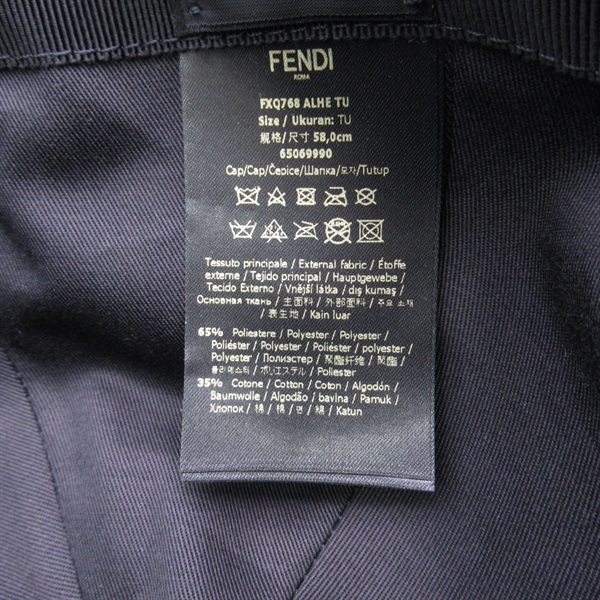 FENDI
ROMA
FXQ768 ALHE TU
Size / Ukuran: TU
规格/尺寸 58,0cm
65069990
Cap/Cap/Čepice/Шапка/모자/Tutup
Tessuto principale / External fabric / Étoffe
externe / Tejido principal / Hauptgewebe /
Tecido Externo / Vnější látka / dış kumaş /
Основная ткань / 主面料 / 外部面料 / 주요 소재
/ 表生地 / Kain luar
65% Poliestere / Polyester / Polyester /
Poliéster / Polyester / Poliéster / polyester /
Polyester / Полиэстер / 聚酯纤维 / 聚酯 /
폴리에스터 / ポリエステル / Poliester
35% Cotone / Cotton / Coton / Algodón /
Baumwolle / Algodão / bavlna / Pamuk /
Хлопок / 棉 / 棉 / 면 / 綿 / Katun